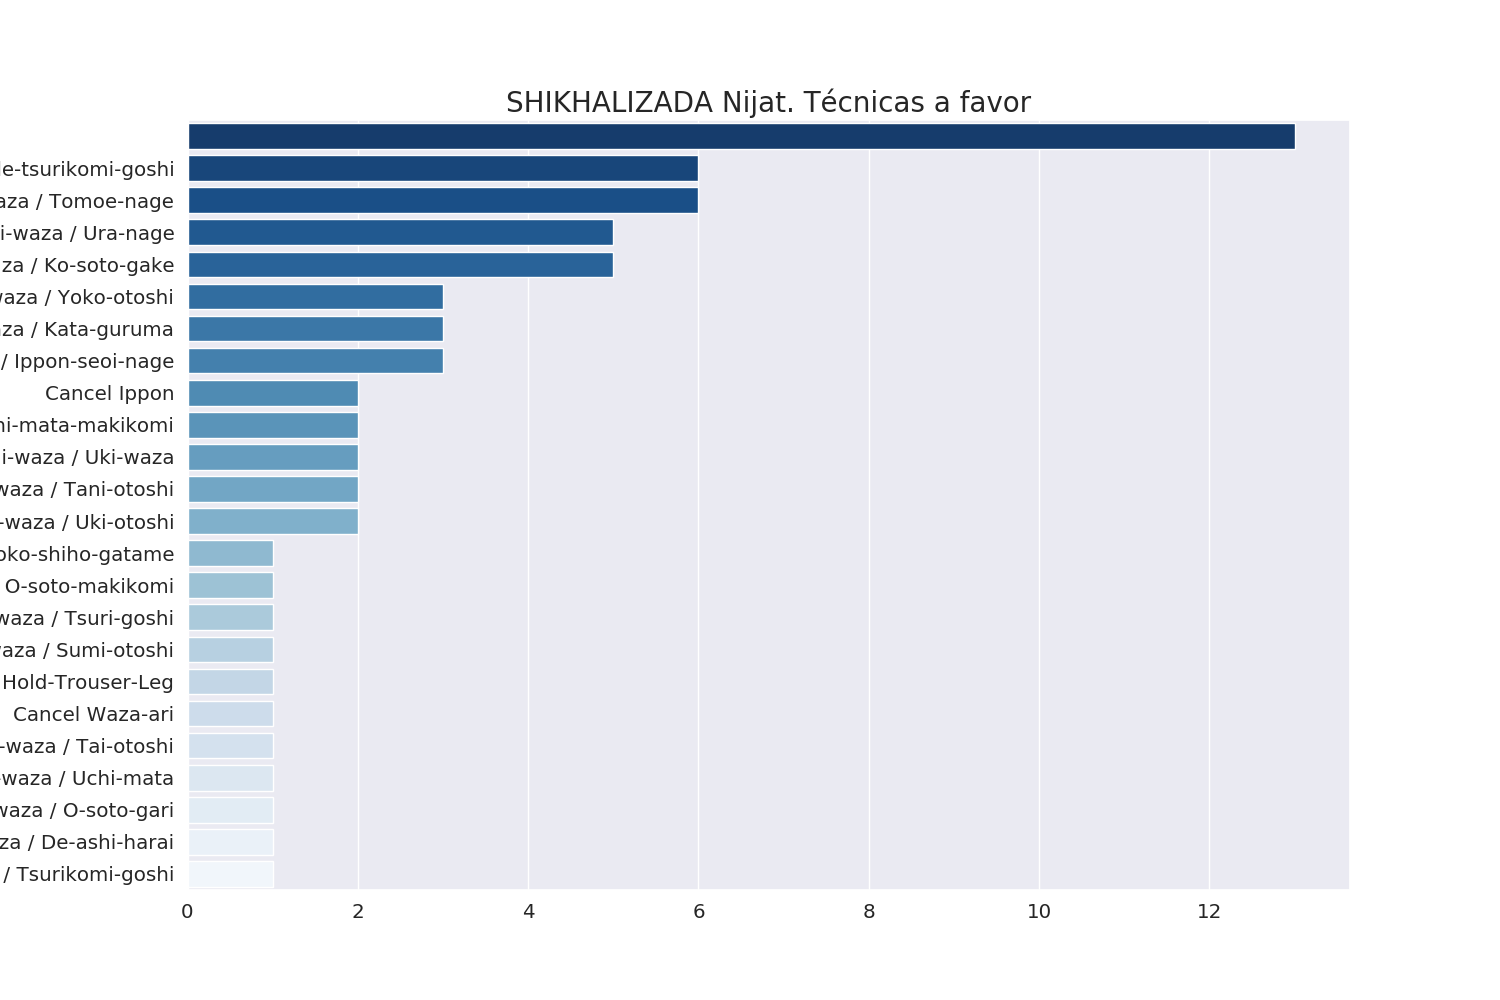 SHIKHALIZADA Nijat. Técnicas a favor
de-tsurikomi-goshi
aza / Tomoe-nage
i-waza / Ura-nage
za / Ko-soto-gake
waza / Yoko-otoshi
za / Kata-guruma
/ Ippon-seoi-nage
Cancel Ippon
hi-mata-makikomi
i-waza / Uki-waza
waza / Tani-otoshi
-waza / Uki-otoshi
oko-shiho-gatame
O-soto-makikomi
waza / Tsuri-goshi
aza / Sumi-otoshi
Hold-Trouser-Leg
Cancel Waza-ari
-waza / Tai-otoshi
-waza / Uchi-mata
waza / O-soto-gari
za / De-ashi-harai
/ Tsurikomi-goshi
0 2 4 6 8 10 12